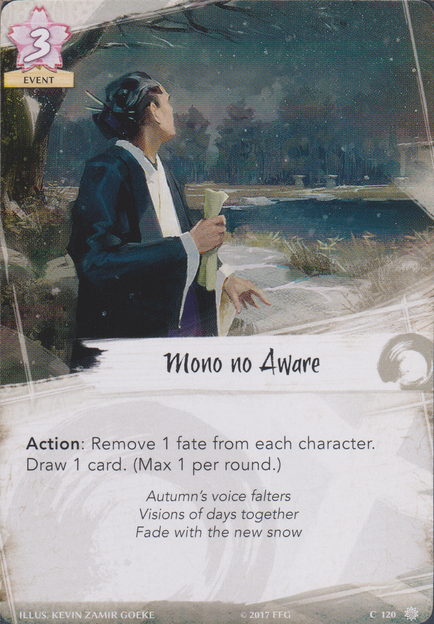 3
EVENT
Mono no Aware
Action: Remove 1 fate from each character.
Draw 1 card. (Max 1 per round.)
Autumn's voice falters
Visions of days together
Fade with the new snow
ILLUS. KEVIN ZAMIR GOEKE © 2017 FFG C 120